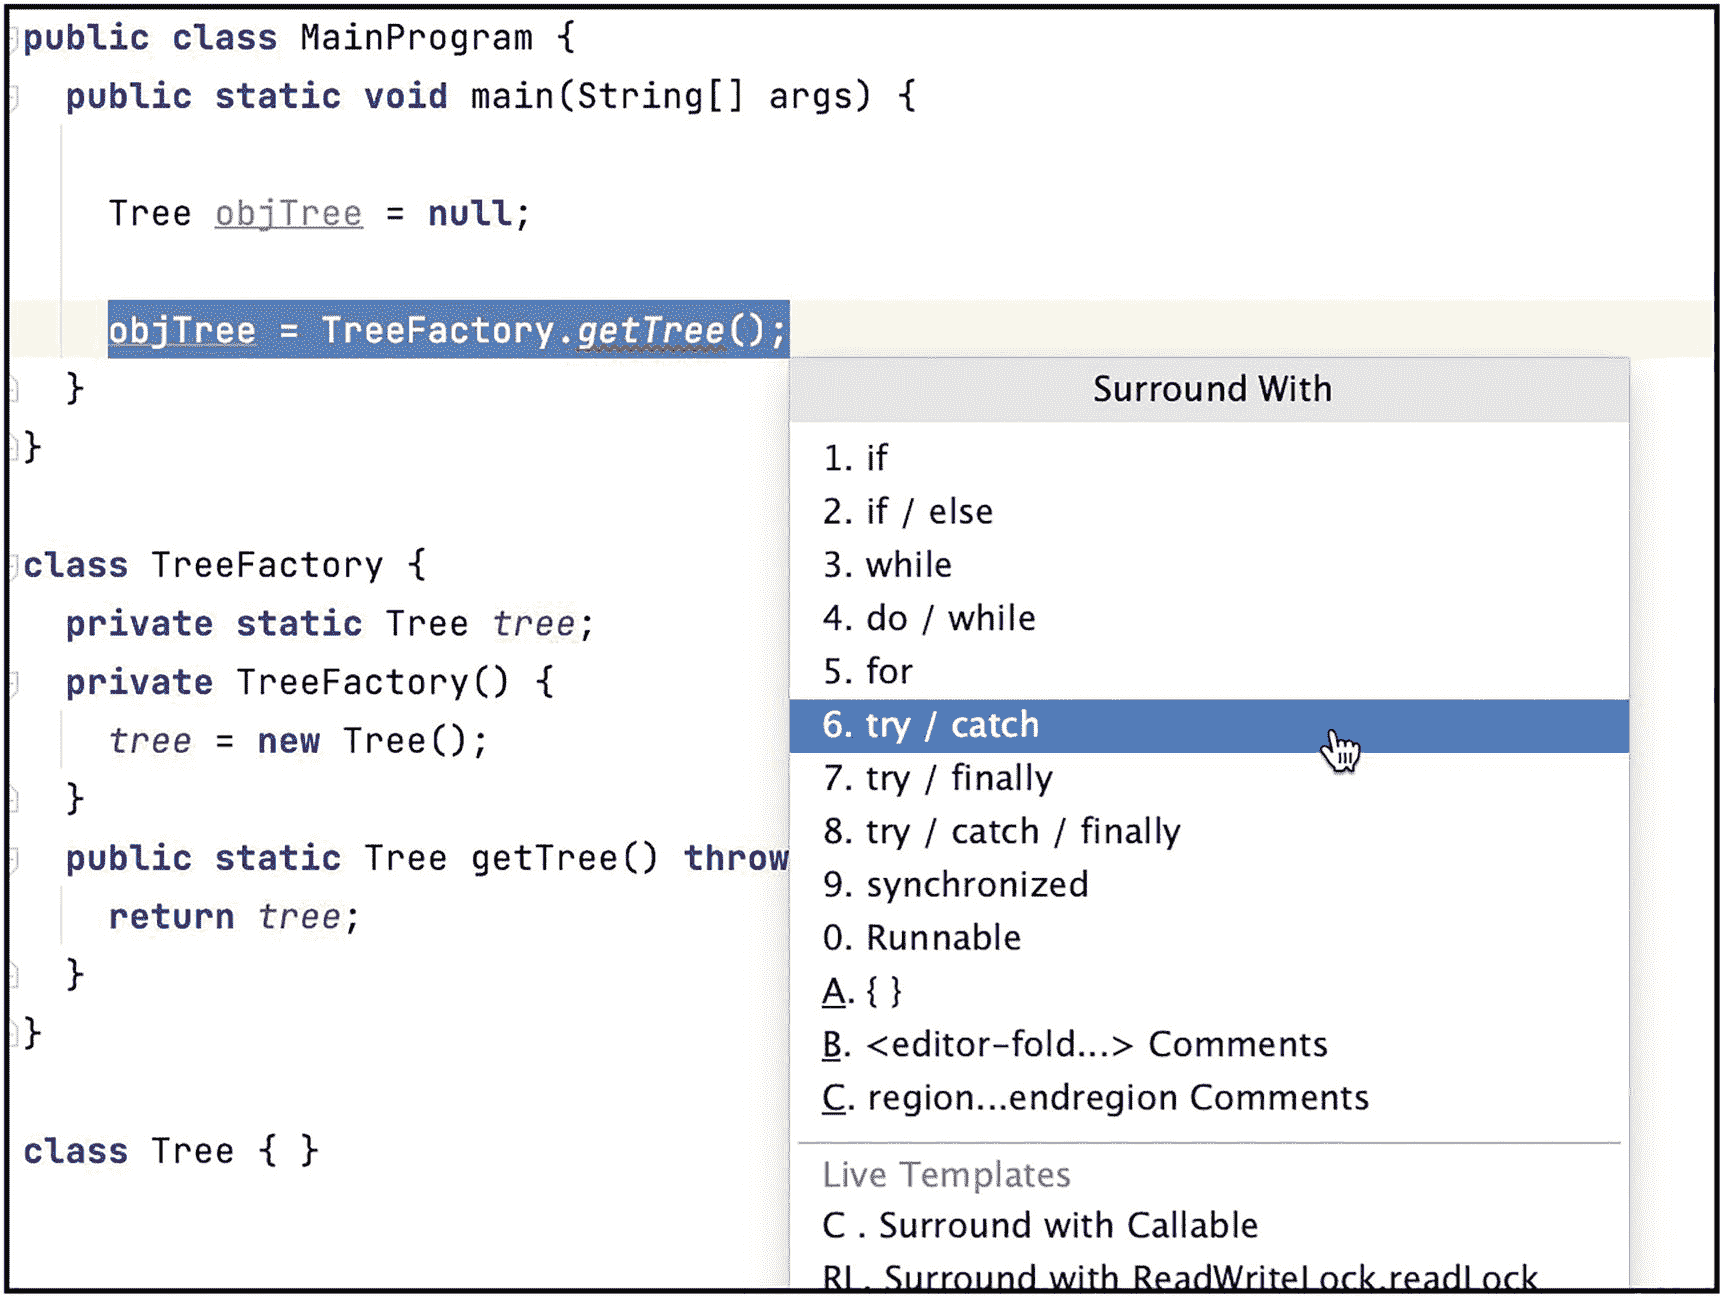 public class MainProgram {
public static void main(String[] args) {
Tree objTree = null;
objTree = TreeFactory.getTree();
}
}
class TreeFactory {
private static Tree tree;
private TreeFactory() {
tree = new Tree();
}
public static Tree getTree() throw
return tree;
}
}
class Tree { }
Surround With
1. if
2. if / else
3. while
4. do / while
5. for
6. try / catch
7. try / finally
8. try / catch / finally
9. synchronized
0. Runnable
A. { }
B. <editor-fold...> Comments
C. region...endregion Comments
Live Templates
C . Surround with Callable
RL. Surround with ReadWriteLock.readLock